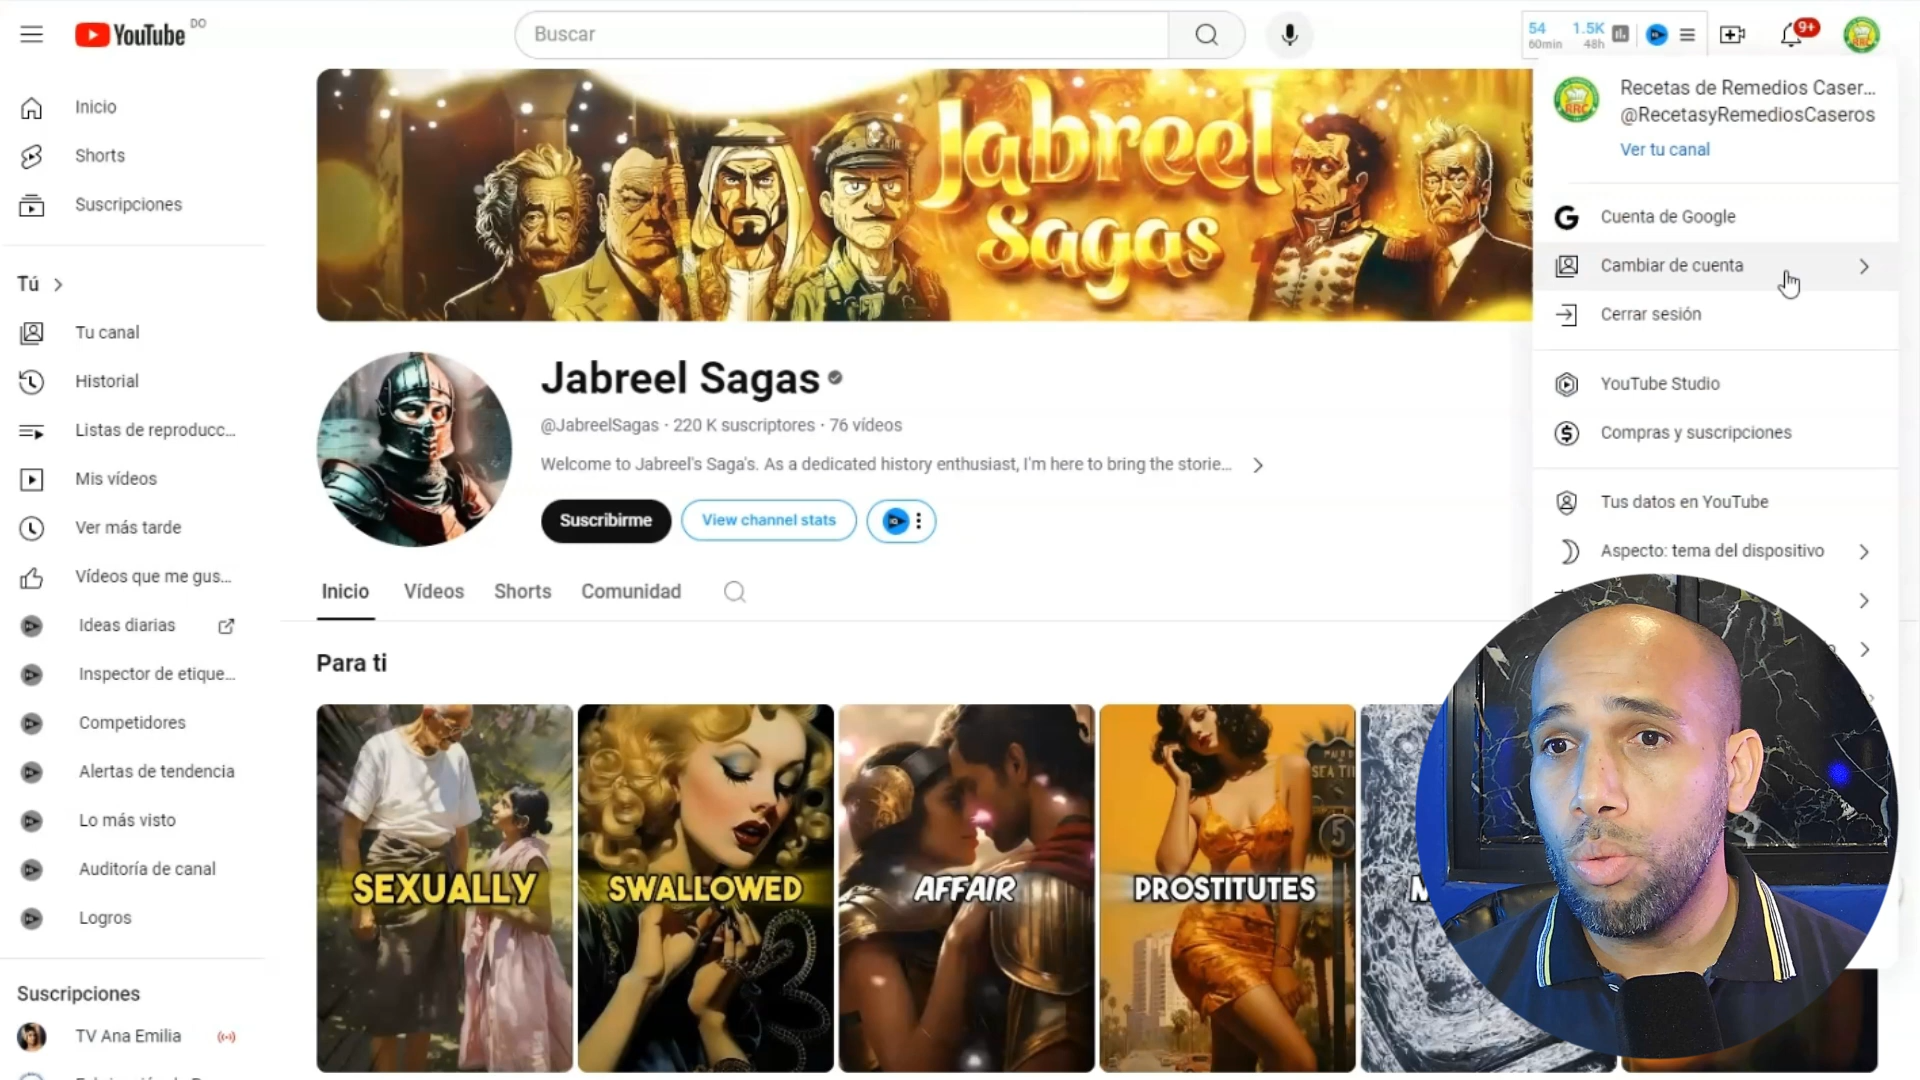 YouTube DO
Buscar
54 1.5K
60min 48h
9+
Inicio
Shorts
Suscripciones
Tú
Tu canal
Historial
Listas de reproducc...
Mis vídeos
Ver más tarde
Vídeos que me gus...
Ideas diarias
Inspector de etique...
Competidores
Alertas de tendencia
Lo más visto
Auditoría de canal
Logros
Suscripciones
TV Ana Emilia
Jabreel
Sagas
Jabreel Sagas
@JabreelSagas · 220 K suscriptores · 76 vídeos
Welcome to Jabreel's Saga's. As a dedicated history enthusiast, I'm here to bring the storie...
Suscribirme
View channel stats
Inicio Vídeos Shorts Comunidad
Para ti
SEXUALLY
SWALLOWED
AFFAIR
PROSTITUTES
SEA
5
RRC
Recetas de Remedios Caser...
@RecetasyRemediosCaseros
Ver tu canal
Cuenta de Google
Cambiar de cuenta
Cerrar sesión
YouTube Studio
Compras y suscripciones
Tus datos en YouTube
Aspecto: tema del dispositivo